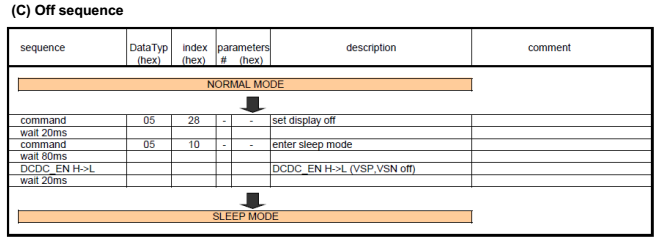 (C) Off sequence
sequence DataTyp index parameters description comment
(hex) (hex) # (hex)
NORMAL MODE
command 05 28 - - set display off
wait 20ms
command 05 10 - - enter sleep mode
wait 80ms
DCDC_EN H->L DCDC_EN H->L (VSP,VSN off)
wait 20ms
SLEEP MODE